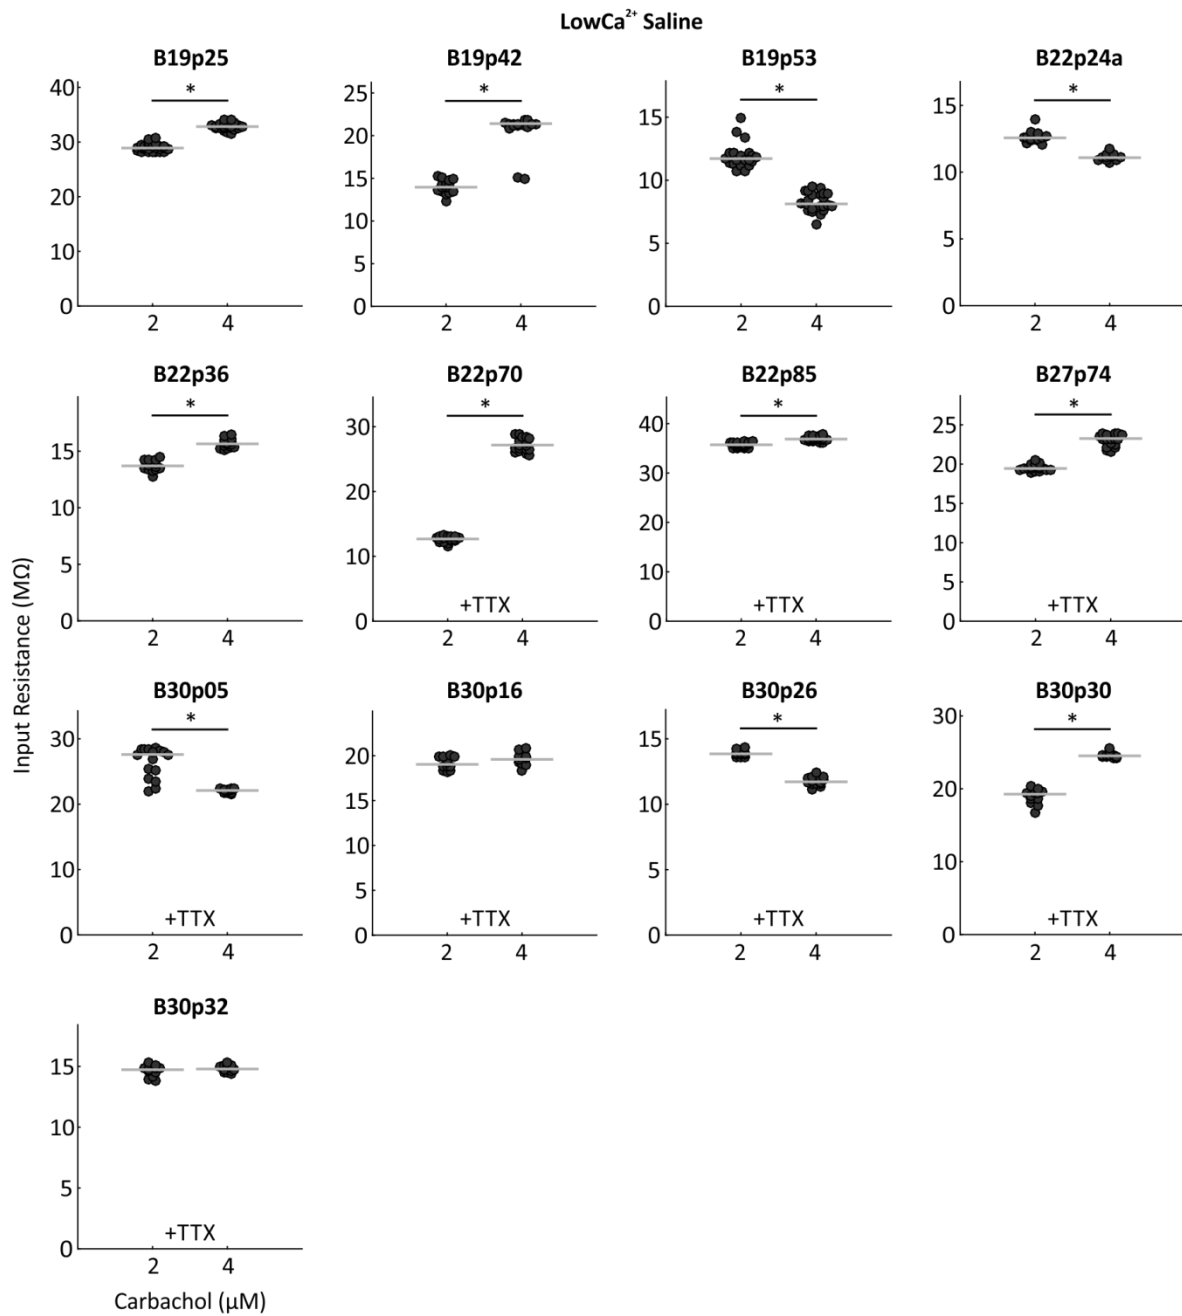 LowCa²⁺ Saline
B19p25 B19p42 B19p53 B22p24a
* * * *
40 25 15 15
30 20 10 10
20 15 5 5
10 10 0 0
0 5
0
2 4 2 4 2 4 2 4
B22p36 B22p70 B22p85 B27p74
* * * *
15 30 40 25
10 20 30 20
5 10 20 15
0 0 10 10
0 5
0
+TTX +TTX +TTX
2 4 2 4 2 4 2 4
Input Resistance (MΩ)
B30p05 B30p16 B30p26 B30p30
* * *
30 20 15 30
20 15 10 20
10 10 5 10
0 5 0 0
0
+TTX +TTX +TTX +TTX
2 4 2 4 2 4 2 4
B30p32
15
10
5
0
+TTX
2 4
Carbachol (µM)